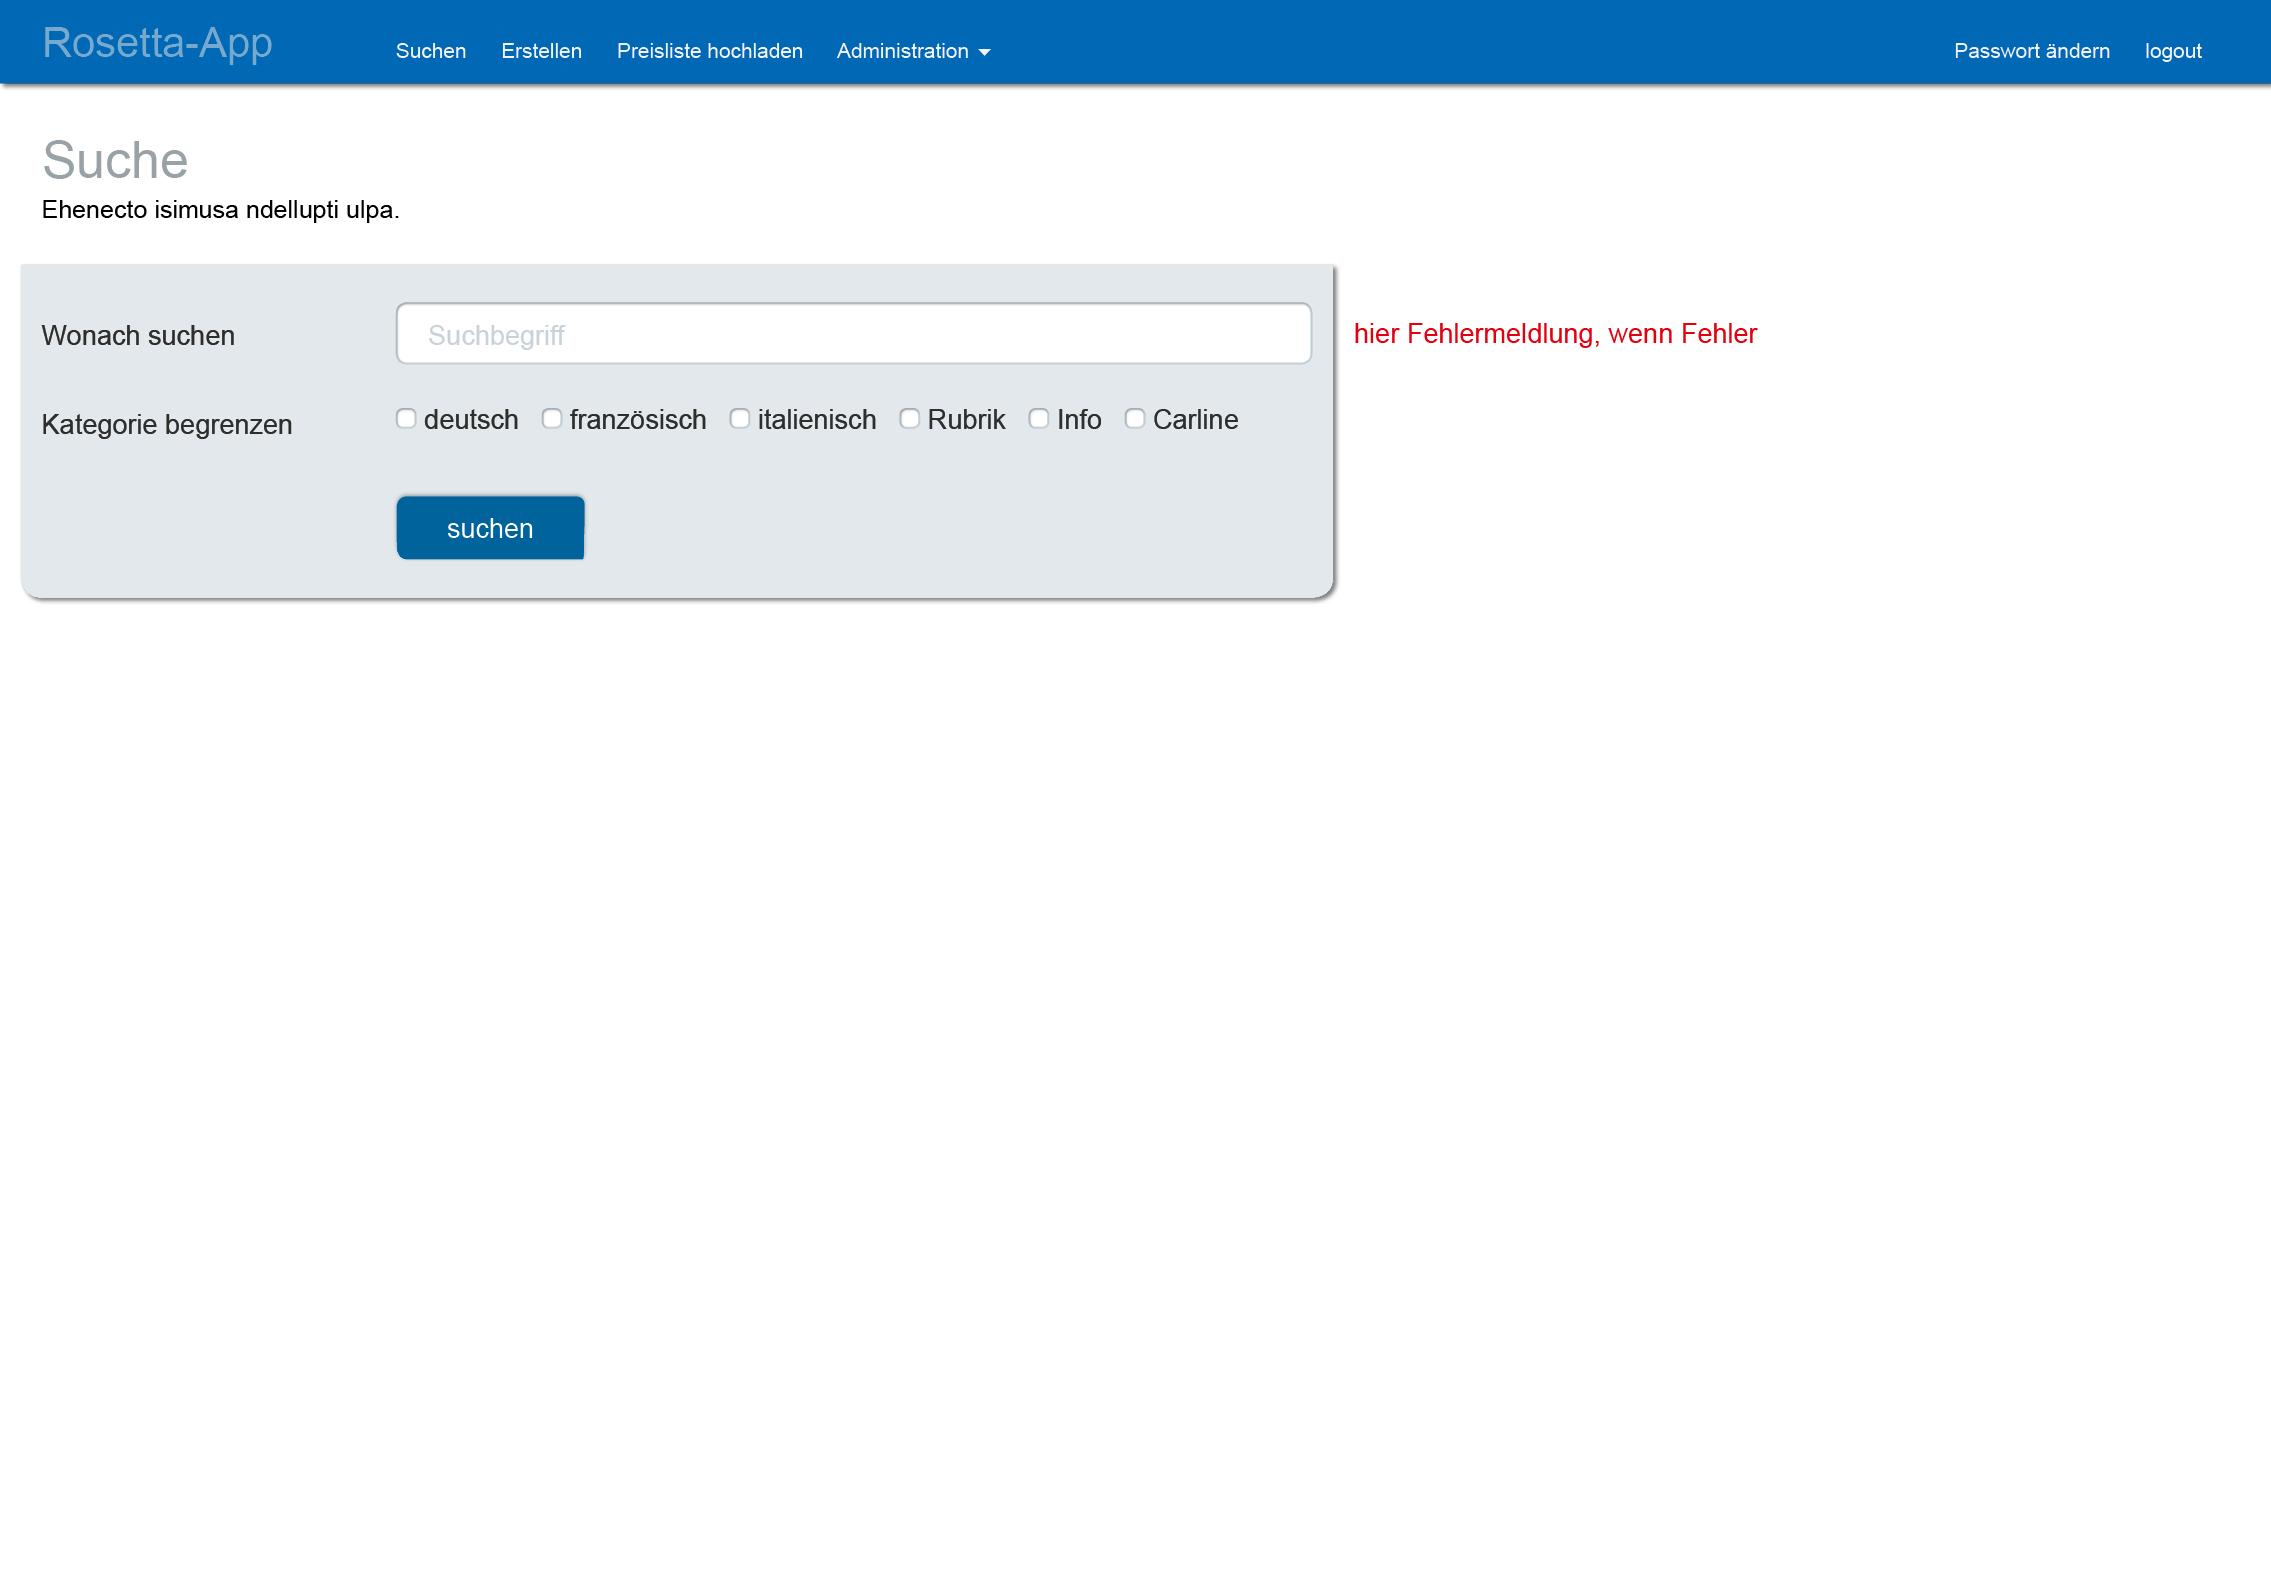 Rosetta-App Suchen Erstellen Preisliste hochladen Administration Passwort ändern logout
Suche
Ehenecto isimusa ndellupti ulpa.
Wonach suchen Suchbegriff hier Fehlermeldlung, wenn Fehler
Kategorie begrenzen deutsch französisch italienisch Rubrik Info Carline
suchen